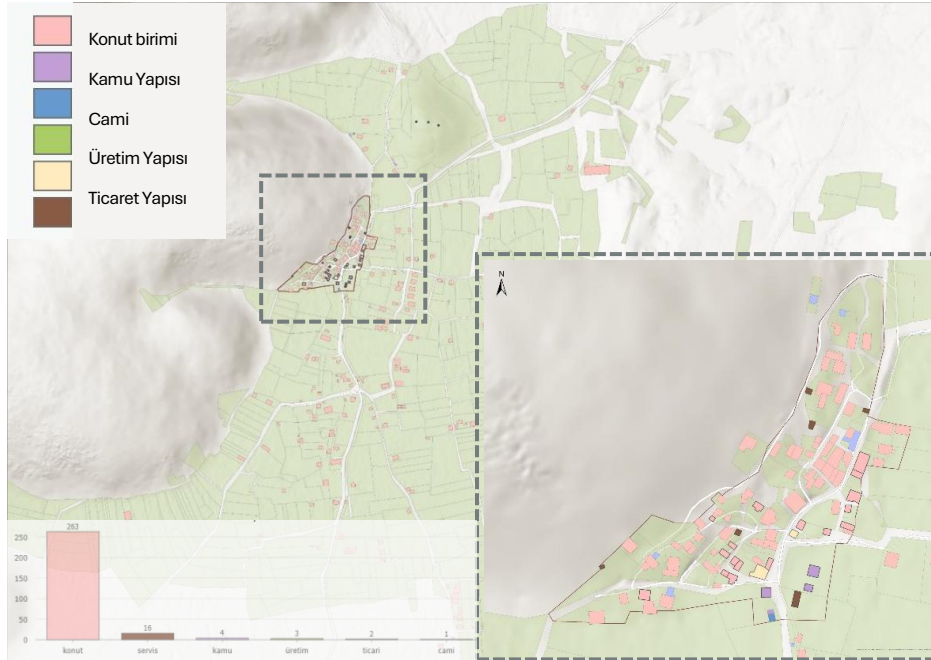 Konut birimi
Kamu Yapısı
Cami
Üretim Yapısı
Ticaret Yapısı
N
263
250
200
150
100
50
0
16
4
3
2
1
konut
servis
kamu
üretim
ticari
cami